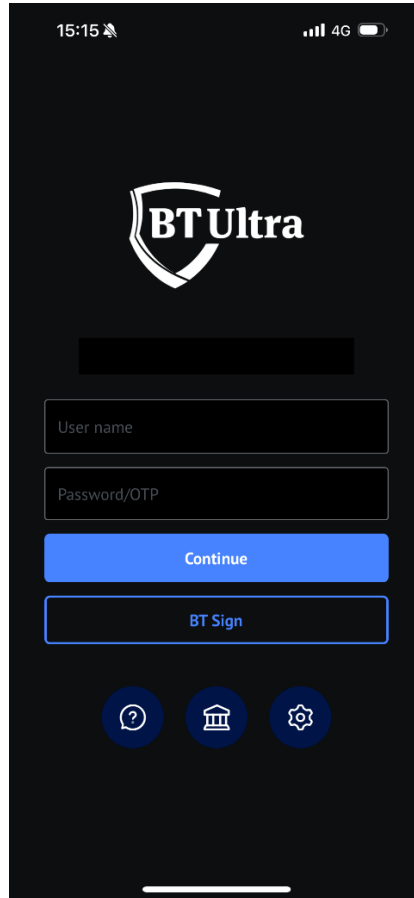 15:15
4G
BT Ultra
User name
Password/OTP
Continue
BT Sign
?